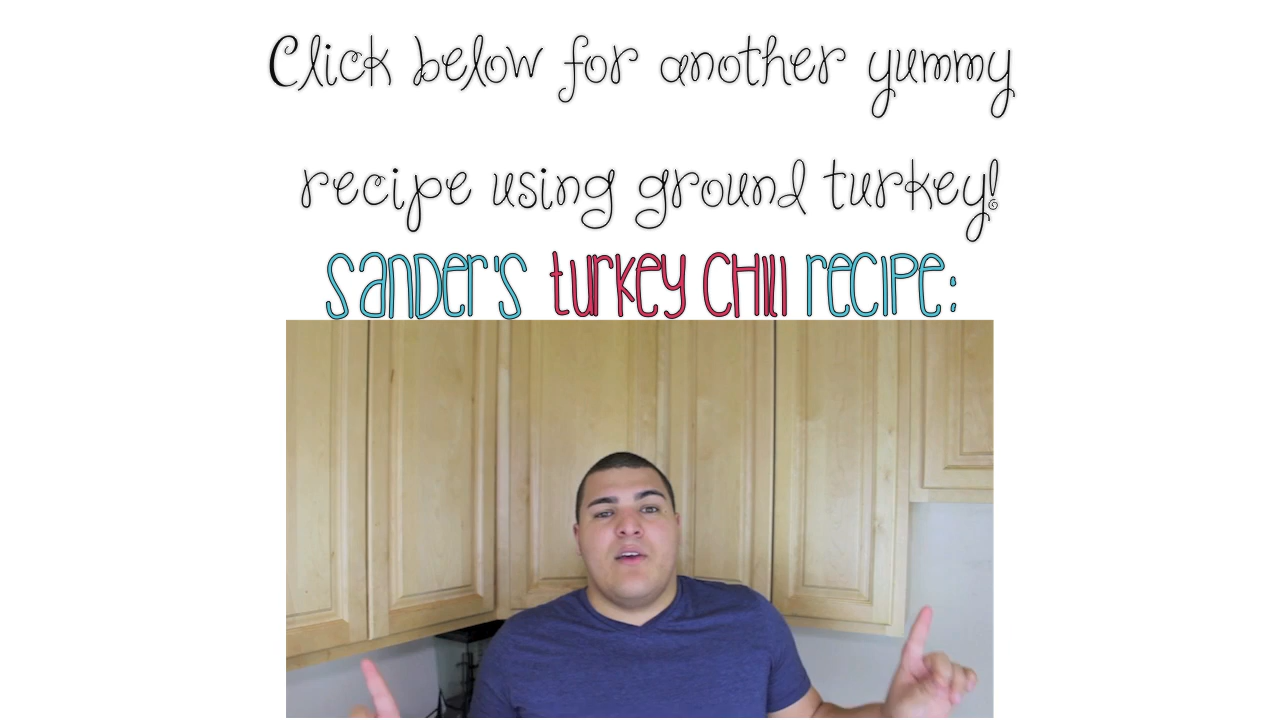 Click below for another yummy
recipe using ground turkey!
Sander's turkey chili recipe: